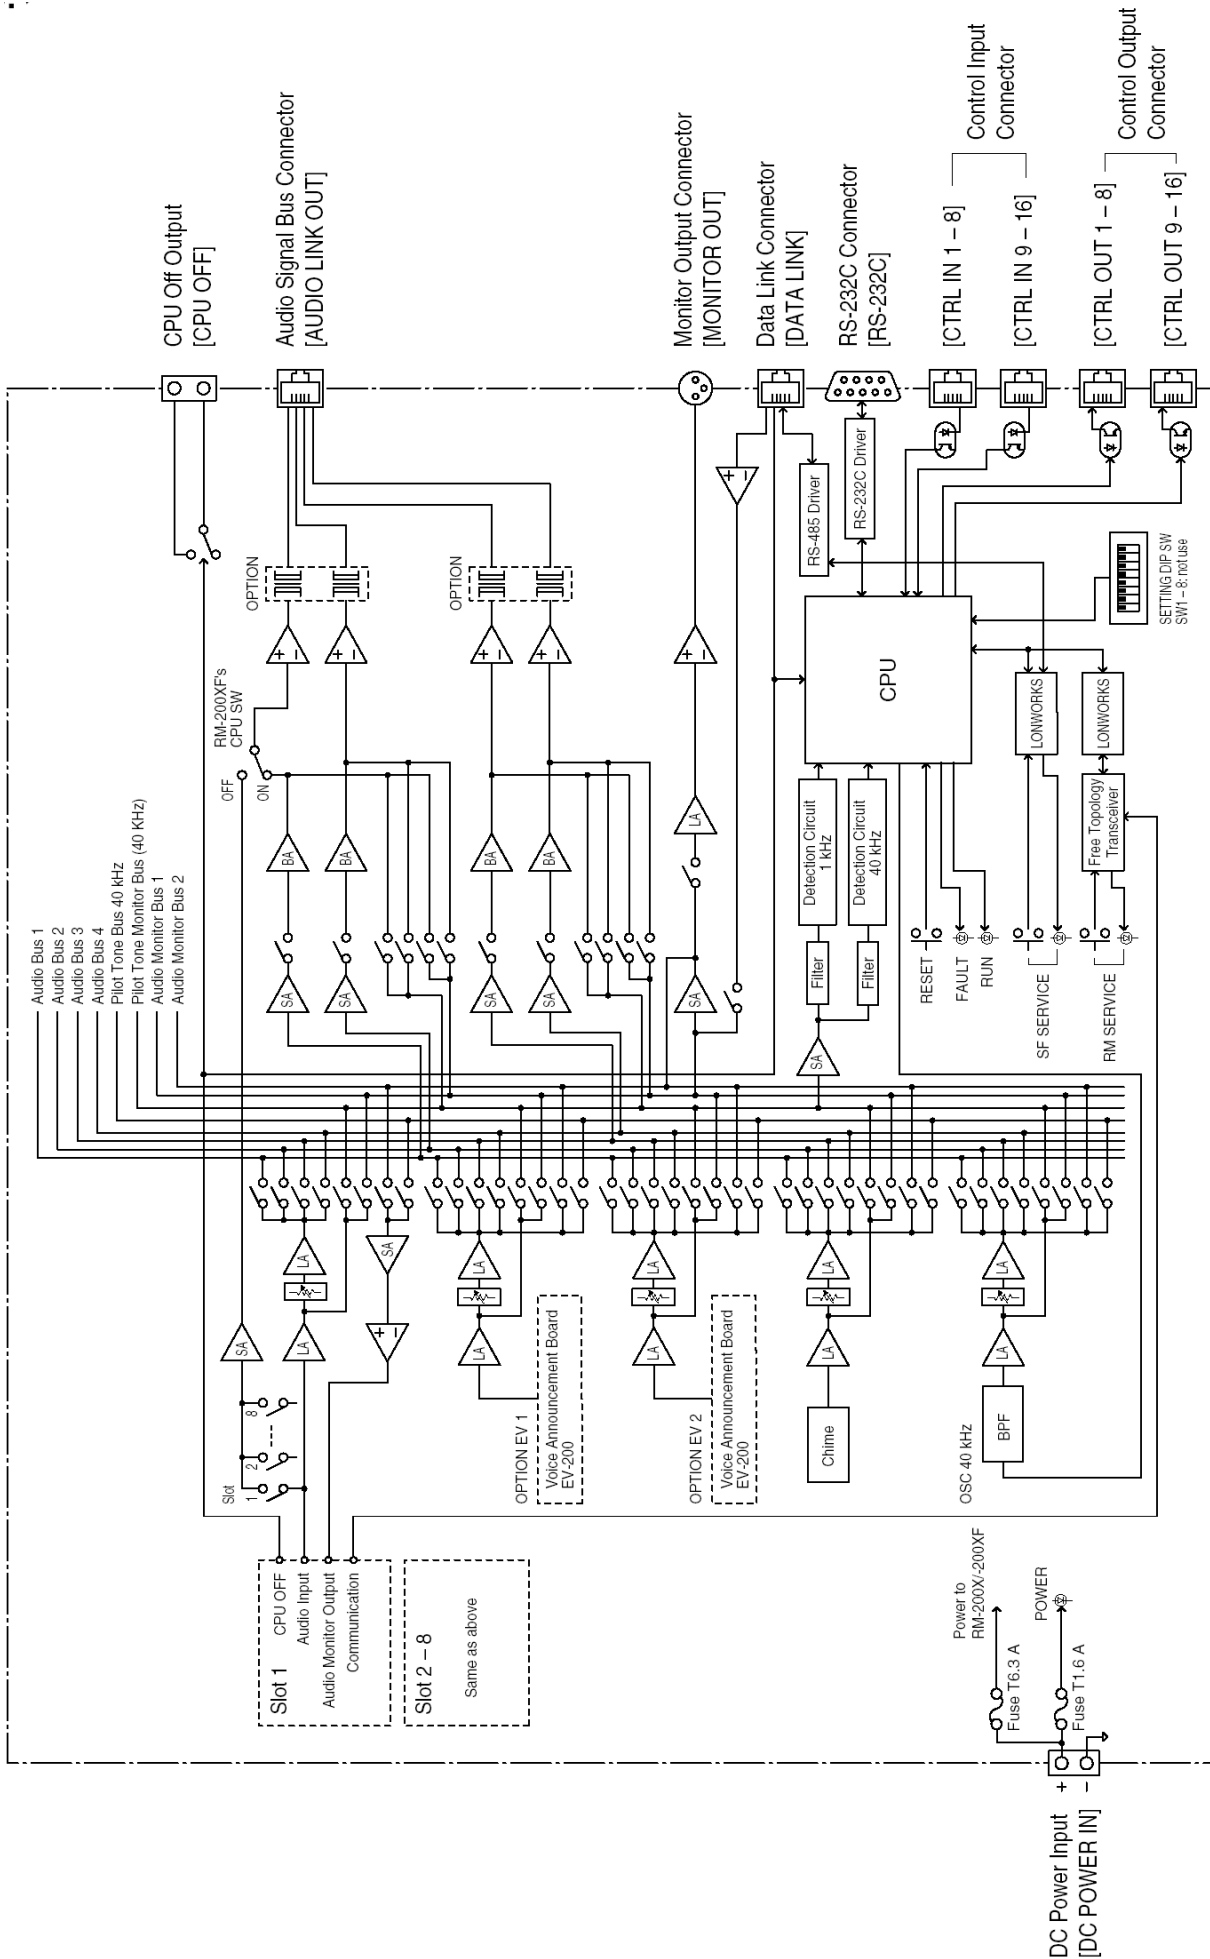 CPU Off Output
[CPU OFF]
Audio Signal Bus Connector
[AUDIO LINK OUT]
Monitor Output Connector
[MONITOR OUT]
Data Link Connector
[DATA LINK]
RS-232C Connector
[RS-232C]
[CTRL IN 1 – 8]
[CTRL IN 9 – 16]
Control Input
Connector
[CTRL OUT 1 – 8]
[CTRL OUT 9 – 16]
Control Output
Connector
OPTION
OPTION
RM-200XF's
CPU SW
OFF
ON
+
−
+
−
+
−
+
−
+
−
+
−
RS-485 Driver
RS-232C Driver
SETTING DIP SW
SW1 – 8: not use
CPU
LONWORKS
LONWORKS
Free Topology
Transceiver
Detection Circuit
1 kHz
Detection Circuit
40 kHz
Filter
Filter
RESET
FAULT
RUN
SF SERVICE
RM SERVICE
BA
BA
BA
BA
LA
SA
SA
SA
SA
SA
SA
Audio Bus 1
Audio Bus 2
Audio Bus 3
Audio Bus 4
Pilot Tone Bus 40 kHz
Pilot Tone Monitor Bus (40 KHz)
Audio Monitor Bus 1
Audio Monitor Bus 2
LA
SA
LA
LA
LA
LA
SA
LA
+
−
LA
LA
LA
LA
Slot
1
2
8
OPTION EV 1
Voice Announcement Board
EV-200
OPTION EV 2
Voice Announcement Board
EV-200
Chime
OSC 40 kHz
BPF
Slot 1
CPU OFF
Audio Input
Audio Monitor Output
Communication
Slot 2 – 8
Same as above
Power to
RM-200X/-200XF
POWER
Fuse T6.3 A
Fuse T1.6 A
+
−
DC Power Input
[DC POWER IN]